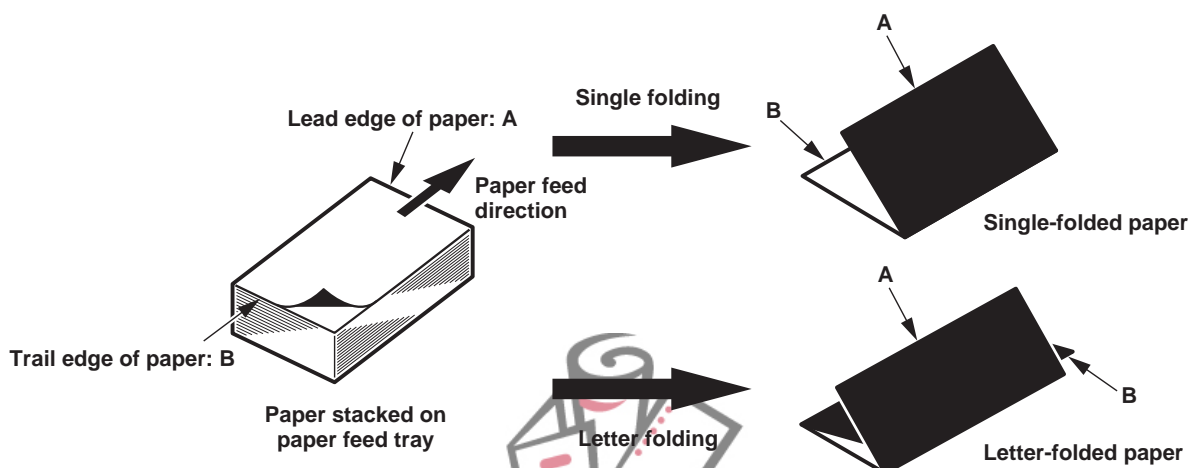 A
Single folding
B
Lead edge of paper: A
Paper feed
direction
Single-folded paper
A
Trail edge of paper: B
B
Paper stacked on
paper feed tray
Letter folding
Letter-folded paper